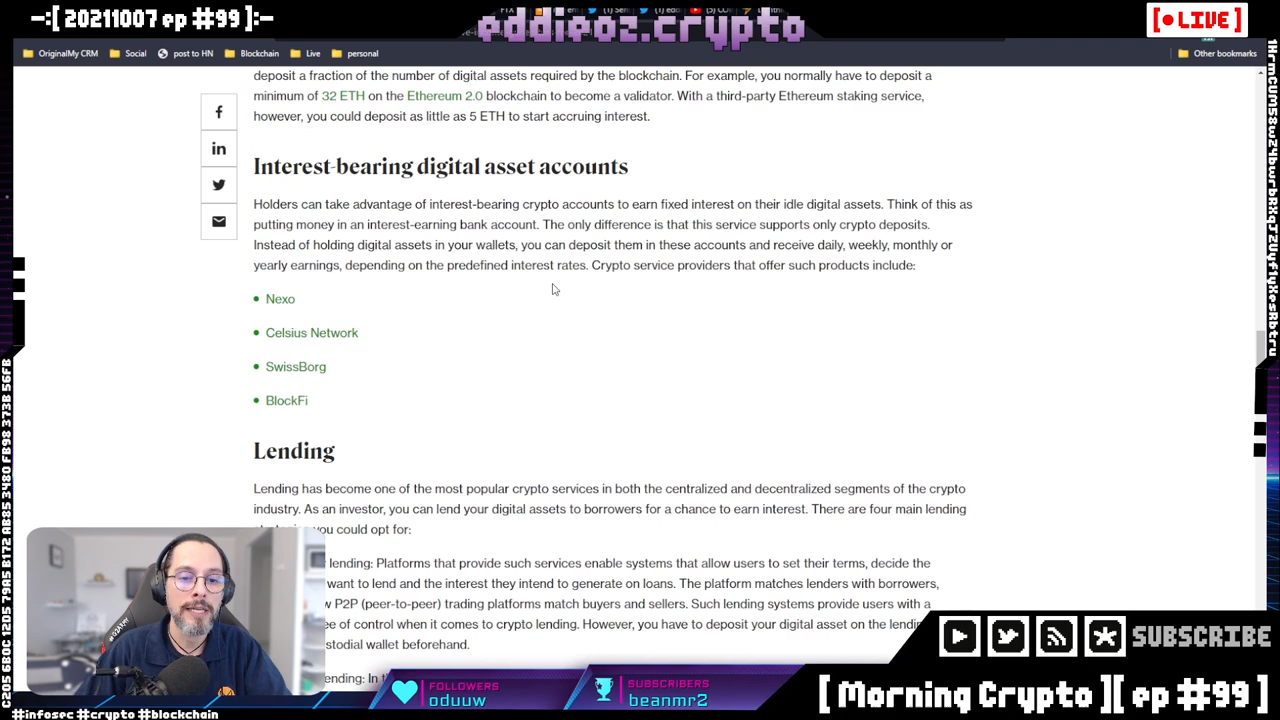 -:[ 20211007 ep #99 ]:-
eddieoz.crypto
[ ● LIVE ]
OriginalMy CRM
Social
post to HN
Blockchain
Live
personal
Other bookmarks
deposit a fraction of the number of digital assets required by the blockchain. For example, you normally have to deposit a
minimum of 32 ETH on the Ethereum 2.0 blockchain to become a validator. With a third-party Ethereum staking service,
however, you could deposit as little as 5 ETH to start accruing interest.
Interest-bearing digital asset accounts
Holders can take advantage of interest-bearing crypto accounts to earn fixed interest on their idle digital assets. Think of this as
putting money in an interest-earning bank account. The only difference is that this service supports only crypto deposits.
Instead of holding digital assets in your wallets, you can deposit them in these accounts and receive daily, weekly, monthly or
yearly earnings, depending on the predefined interest rates. Crypto service providers that offer such products include:
Nexo
Celsius Network
SwissBorg
BlockFi
Lending
Lending has become one of the most popular crypto services in both the centralized and decentralized segments of the crypto
industry. As an investor, you can lend your digital assets to borrowers for a chance to earn interest. There are four main lending
you could opt for:
lending: Platforms that provide such services enable systems that allow users to set their terms, decide the
want to lend and the interest they intend to generate on loans. The platform matches lenders with borrowers,
P2P (peer-to-peer) trading platforms match buyers and sellers. Such lending systems provide users with a
of control when it comes to crypto lending. However, you have to deposit your digital asset on the
wallet beforehand.
lending: In
SUBSCRIBE
FOLLOWERS
oduuw
SUBSCRIBERS
beanmr2
[ Morning Crypto ][ ep #99 ]
#infosec #crypto #blockchain